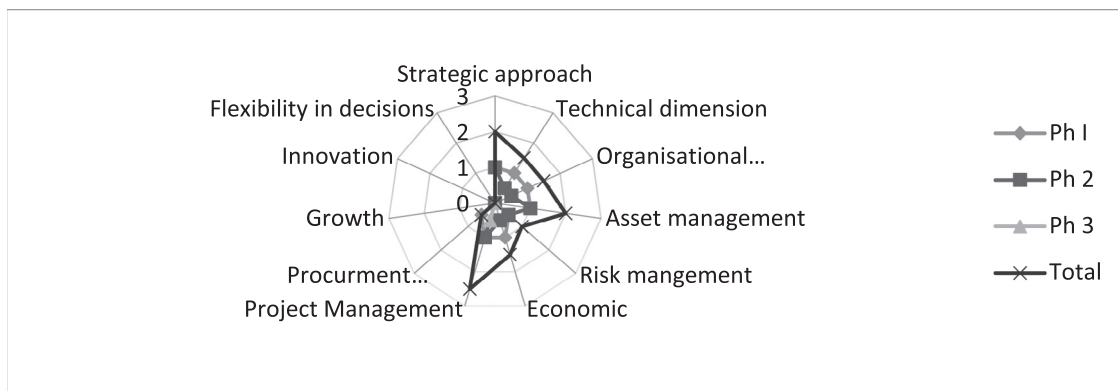 Strategic approach
Flexibility in decisions
3
Technical dimension
2
Innovation
Organisational...
1
0
Growth
Asset management
Procurment...
Risk mangement
Project Management
Economic
Ph I
Ph 2
Ph 3
Total